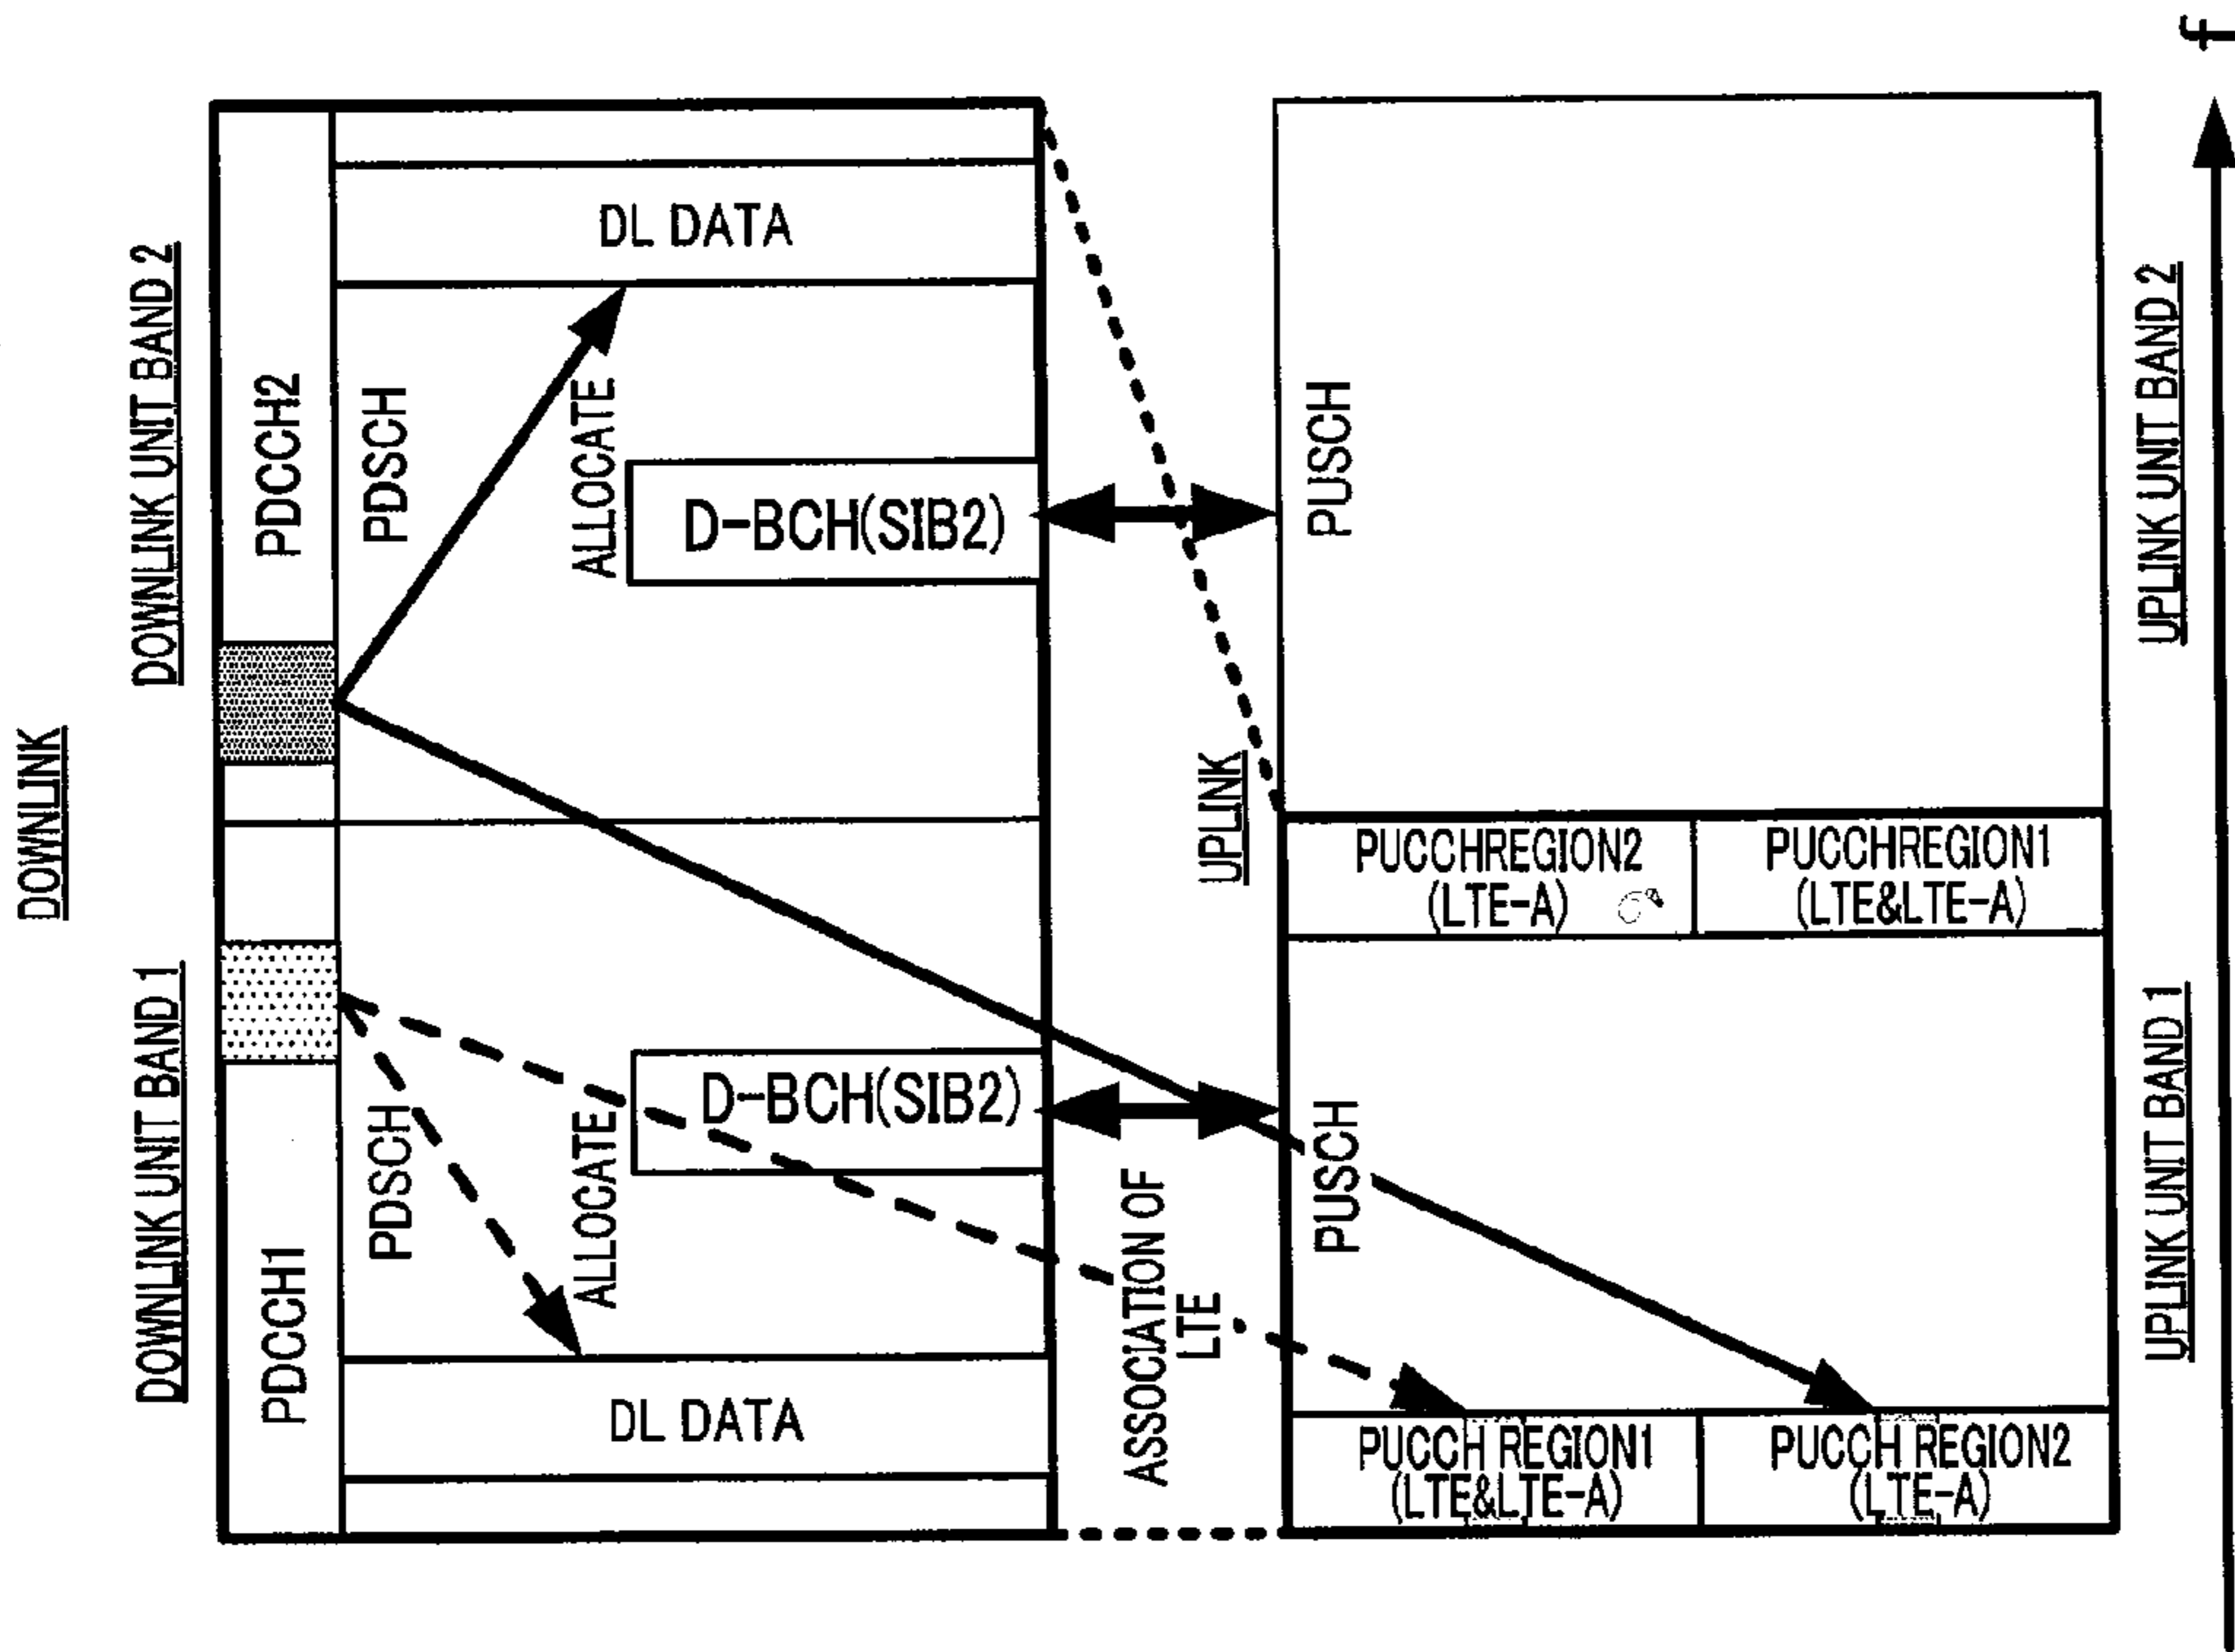 DOWNLINK
DOWNLINK UNIT BAND 1
DOWNLINK UNIT BAND 2
PDCCH1
PDCCH2
PDSCH
PDSCH
ALLOCATE
ALLOCATE
DL DATA
D-BCH(SIB2)
D-BCH(SIB2)
DL DATA
ASSOCIATION OF
LTE
UPLINK
PUSCH
PUSCH
PUCCH REGION1
(LTE&LTE-A)
PUCCH REGION2
(LTE-A)
PUCCHREGION2
(LTE-A)
PUCCHREGION1
(LTE&LTE-A)
UPLINK UNIT BAND 1
UPLINK UNIT BAND 2
f